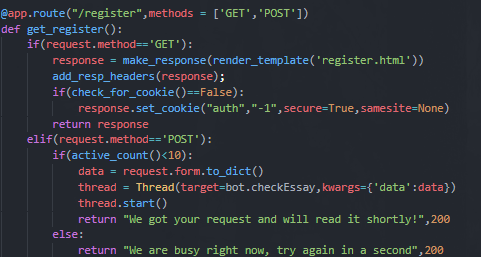 @app.route("/register",methods = ['GET','POST'])
def get_register():
    if(request.method=='GET'):
        response = make_response(render_template('register.html'))
        add_resp_headers(response);
        if(check_for_cookie()==False):
            response.set_cookie("auth","-1",secure=True,samesite=None)
        return response
    elif(request.method=='POST'):
        if(active_count()<10):
            data = request.form.to_dict()
            thread = Thread(target=bot.checkEssay,kwargs={'data':data})
            thread.start()
            return "We got your request and will read it shortly!",200
        else:
            return "We are busy right now, try again in a second",200